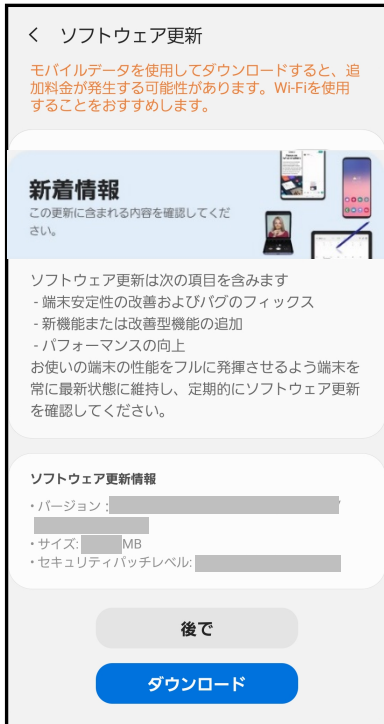 ソフトウェア更新
モバイルデータを使用してダウンロードすると、追
加料金が発生する可能性があります。Wi-Fiを使用
することをおすすめします。
新着情報
この更新に含まれる内容を確認してくだ
さい。
ソフトウェア更新は次の項目を含みます
- 端末安定性の改善およびバグのフィックス
- 新機能または改善型機能の追加
- パフォーマンスの向上
お使いの端末の性能をフルに発揮させるよう端末を
常に最新状態に維持し、定期的にソフトウェア更新
を確認してください。
ソフトウェア更新情報
・バージョン :
・サイズ: MB
・セキュリティパッチレベル:
後で
ダウンロード